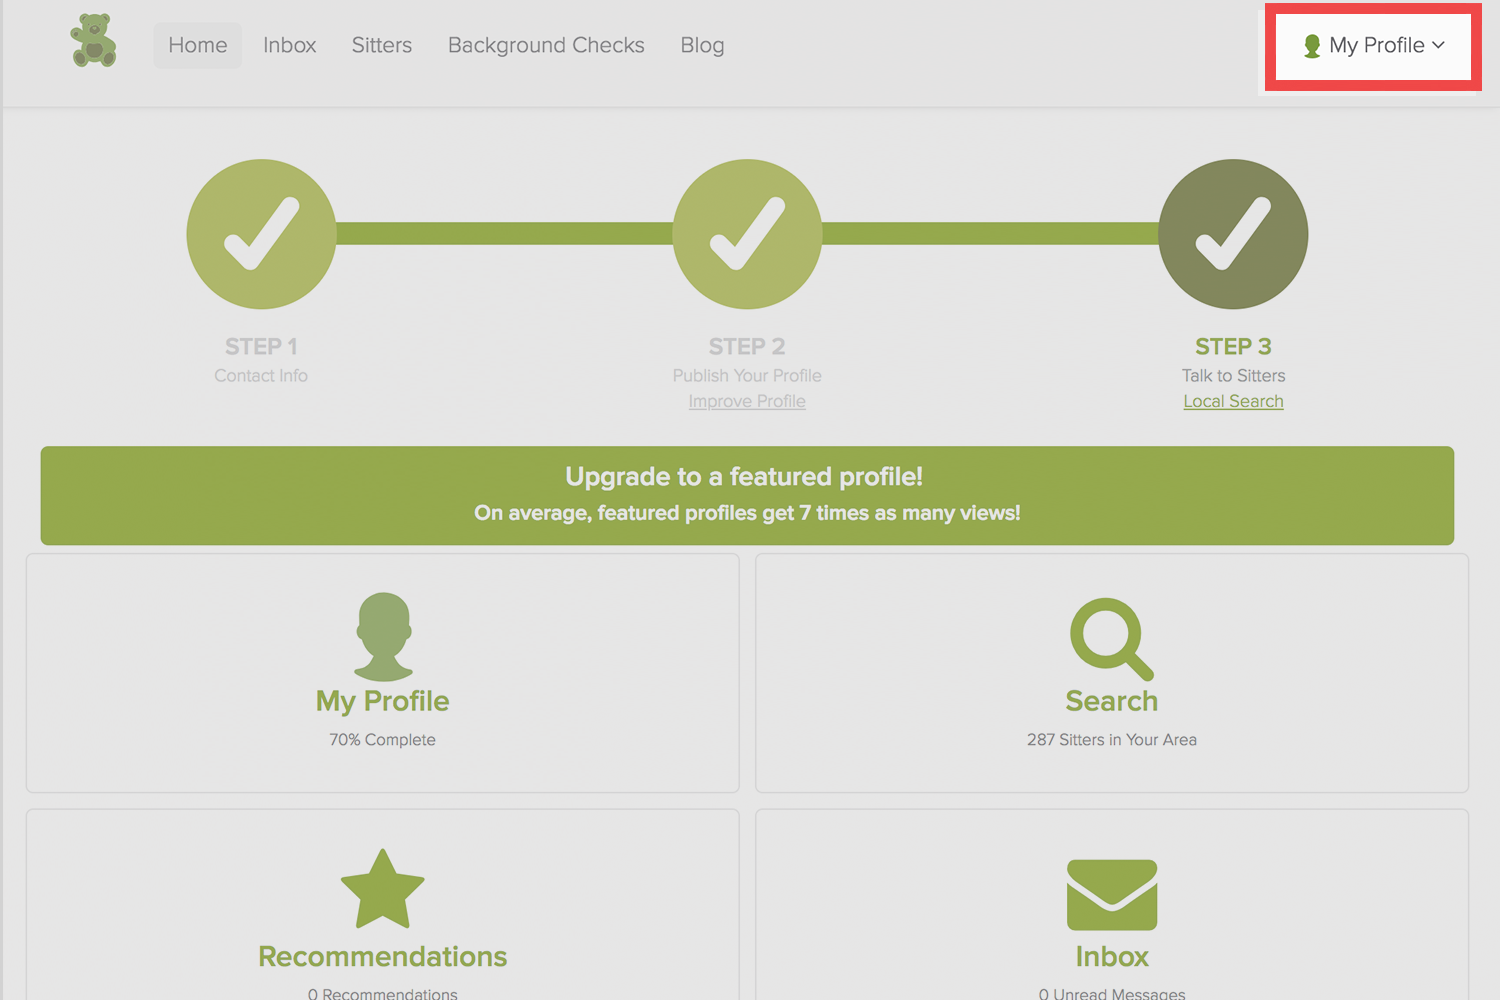 Home Inbox Sitters Background Checks Blog My Profile
STEP 1 STEP 2 STEP 3
Contact Info Publish Your Profile Talk to Sitters
Improve Profile Local Search
Upgrade to a featured profile!
On average, featured profiles get 7 times as many views!
My Profile Search
70% Complete 287 Sitters in Your Area
Recommendations Inbox
0 Recommendations 0 Unread Messages